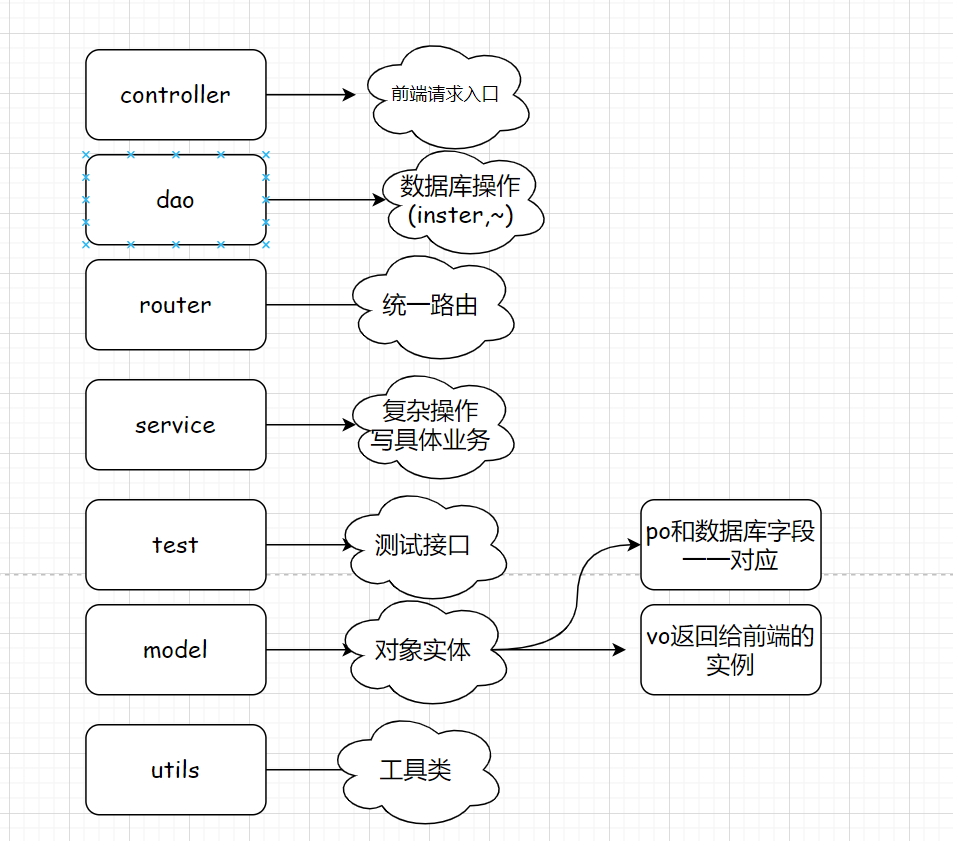 controller
前端请求入口
dao
数据库操作
(inster,~)
router
统一路由
service
复杂操作
写具体业务
test
测试接口
po和数据库字段
一一对应
model
对象实体
vo返回给前端的
实例
utils
工具类